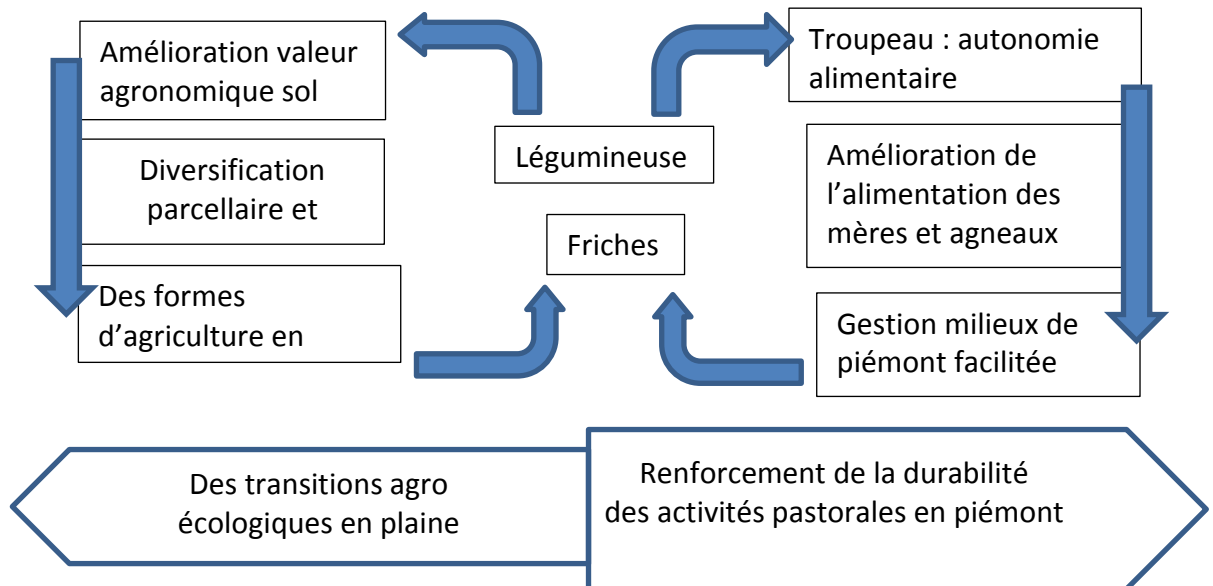 Amélioration valeur
agronomique sol
Diversification
parcellaire et
Des formes
d’agriculture en
Légumineuse
Friches
Troupeau : autonomie
alimentaire
Amélioration de
l’alimentation des
mères et agneaux
Gestion milieux de
piémont facilitée
Des transitions agro
écologiques en plaine
Renforcement de la durabilité
des activités pastorales en piémont